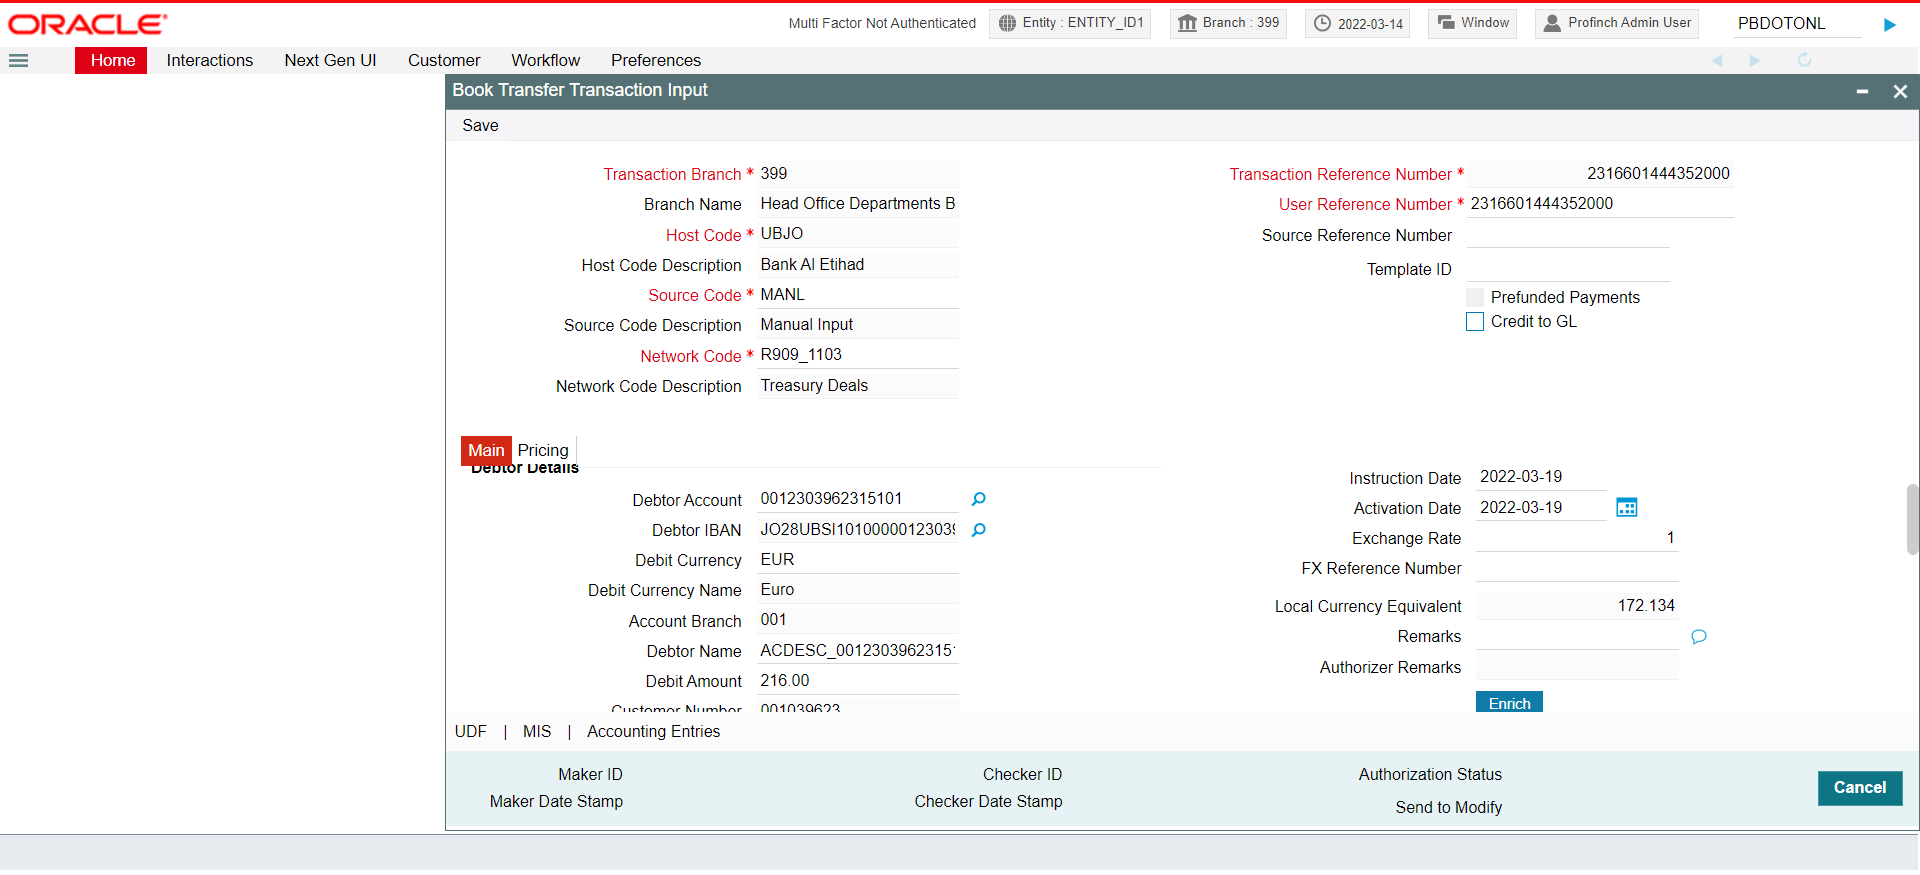 ORACLE
Multi Factor Not Authenticated
Entity : ENTITY_ID1
Branch : 399
2022-03-14
Window
Profinch Admin User
PBDOTONL
Home
Interactions
Next Gen UI
Customer
Workflow
Preferences
Book Transfer Transaction Input
Save
Transaction Branch * 399
Branch Name Head Office Departments B
Host Code * UBJO
Host Code Description Bank Al Etihad
Source Code * MANL
Source Code Description Manual Input
Network Code * R909_1103
Network Code Description Treasury Deals
Transaction Reference Number * 2316601444352000
User Reference Number * 2316601444352000
Source Reference Number
Template ID
Prefunded Payments
Credit to GL
Main Pricing
Debtor Details
Debtor Account 0012303962315101
Debtor IBAN JO28UBSI1010000012303
Debit Currency EUR
Debit Currency Name Euro
Account Branch 001
Debtor Name ACDESC_0012303962315
Debit Amount 216.00
Customer Number 001039623
Instruction Date 2022-03-19
Activation Date 2022-03-19
Exchange Rate 1
FX Reference Number
Local Currency Equivalent 172.134
Remarks
Authorizer Remarks
Enrich
UDF | MIS | Accounting Entries
Maker ID
Maker Date Stamp
Checker ID
Checker Date Stamp
Authorization Status
Send to Modify
Cancel